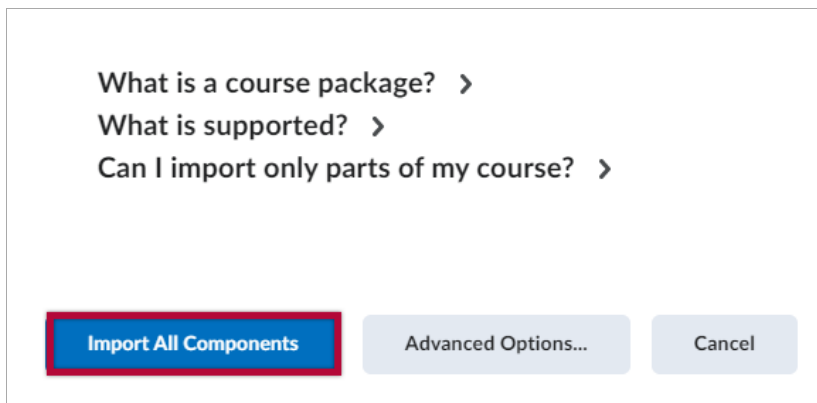 What is a course package?
What is supported?
Can I import only parts of my course?
Import All Components
Advanced Options...
Cancel